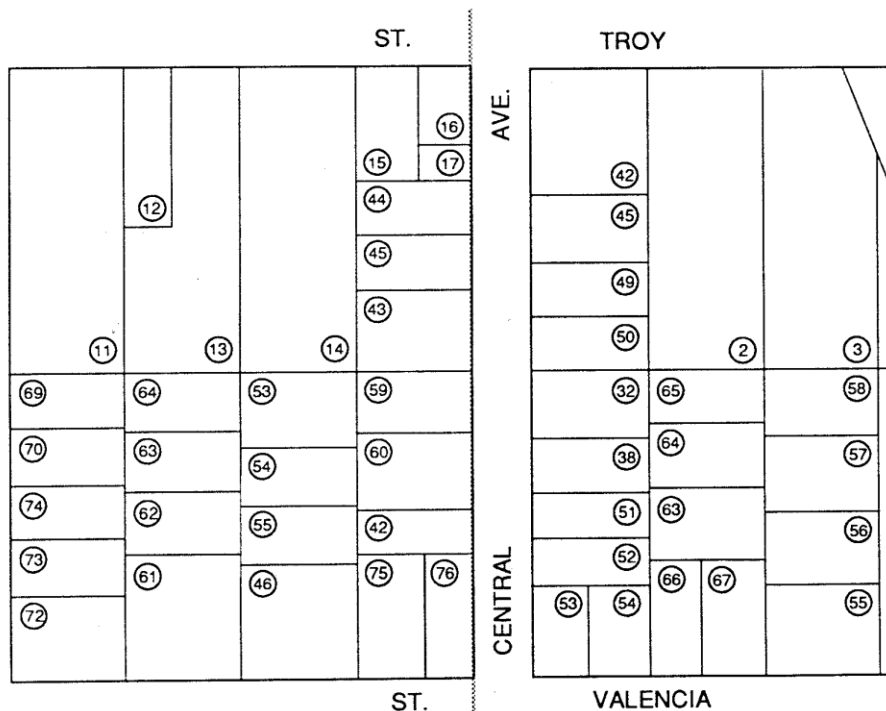 ST. TROY
AVE.
16
15 17 42
44
12 45
45 49
43
11 13 14 50 2 3
69 64 53 59 32 65 58
70 63 54 60 38 64 57
74 62 55 42 51 63 56
73 61 46 75 76 52 66 67
72 53 54 55
CENTRAL
ST. VALENCIA